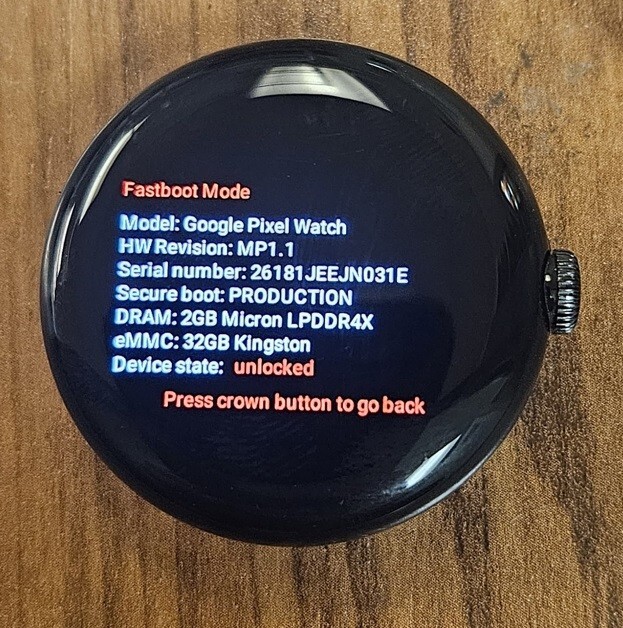 Fastboot Mode
Model: Google Pixel Watch
HW Revision: MP1.1
Serial number: 26181JEEJN031E
Secure boot: PRODUCTION
DRAM: 2GB Micron LPDDR4X
eMMC: 32GB Kingston
Device state: unlocked
Press crown button to go back